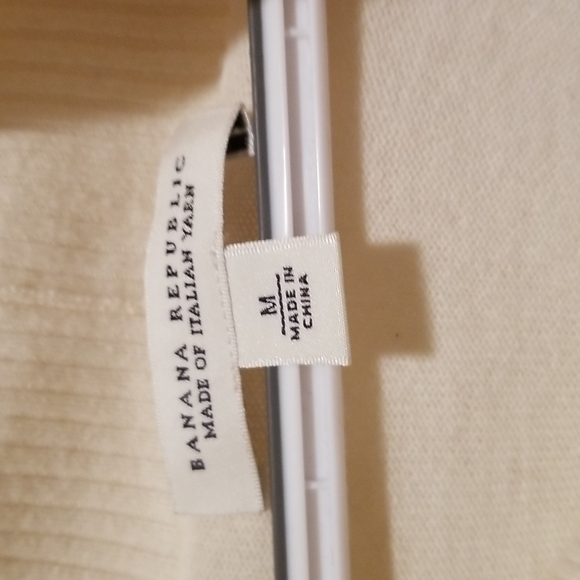 BANANA REPUBLIC
MADE OF ITALIAN YARN
M
MADE IN
CHINA